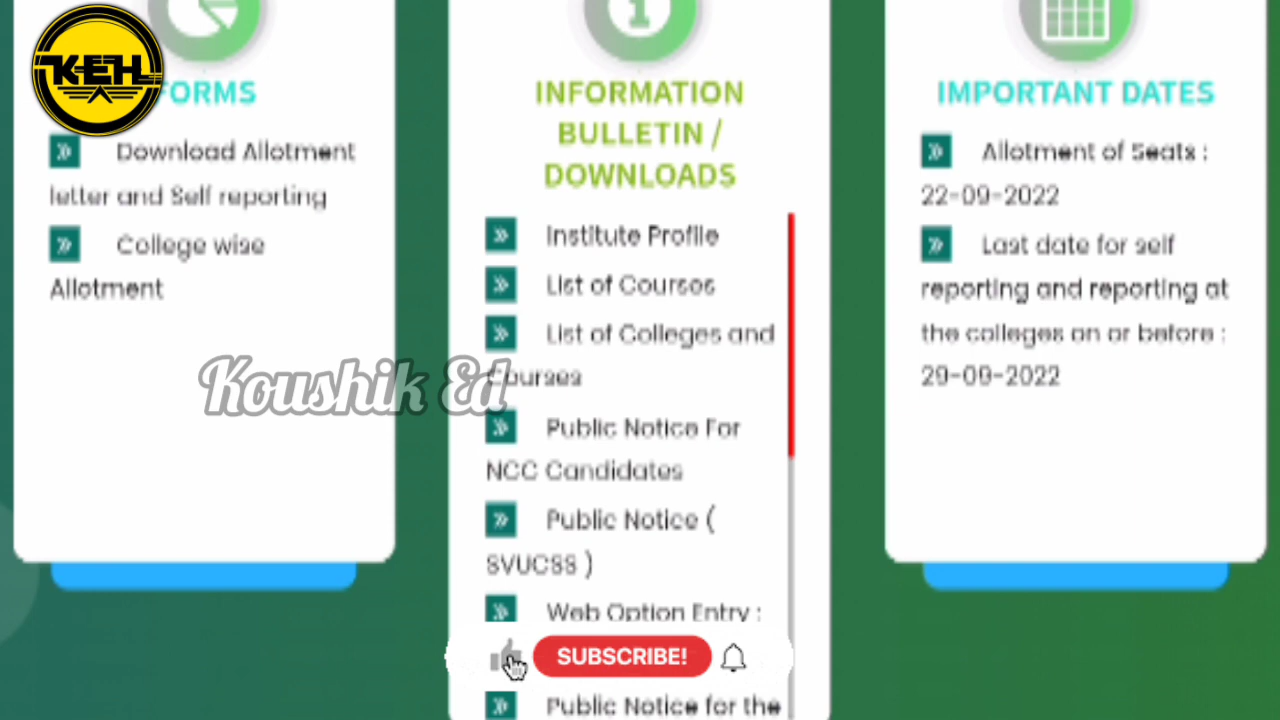 KEH
FORMS
Download Allotment
letter and Self reporting
College wise
Allotment
Koushik Ed
INFORMATION
BULLETIN /
DOWNLOADS
Institute Profile
List of Courses
List of Colleges and
Courses
Public Notice For
NCC Candidates
Public Notice (
SVUCSS )
Web Option Entry :
SUBSCRIBE!
Public Notice for the
IMPORTANT DATES
Allotment of Seats :
22-09-2022
Last date for self
reporting and reporting at
the colleges on or before :
29-09-2022